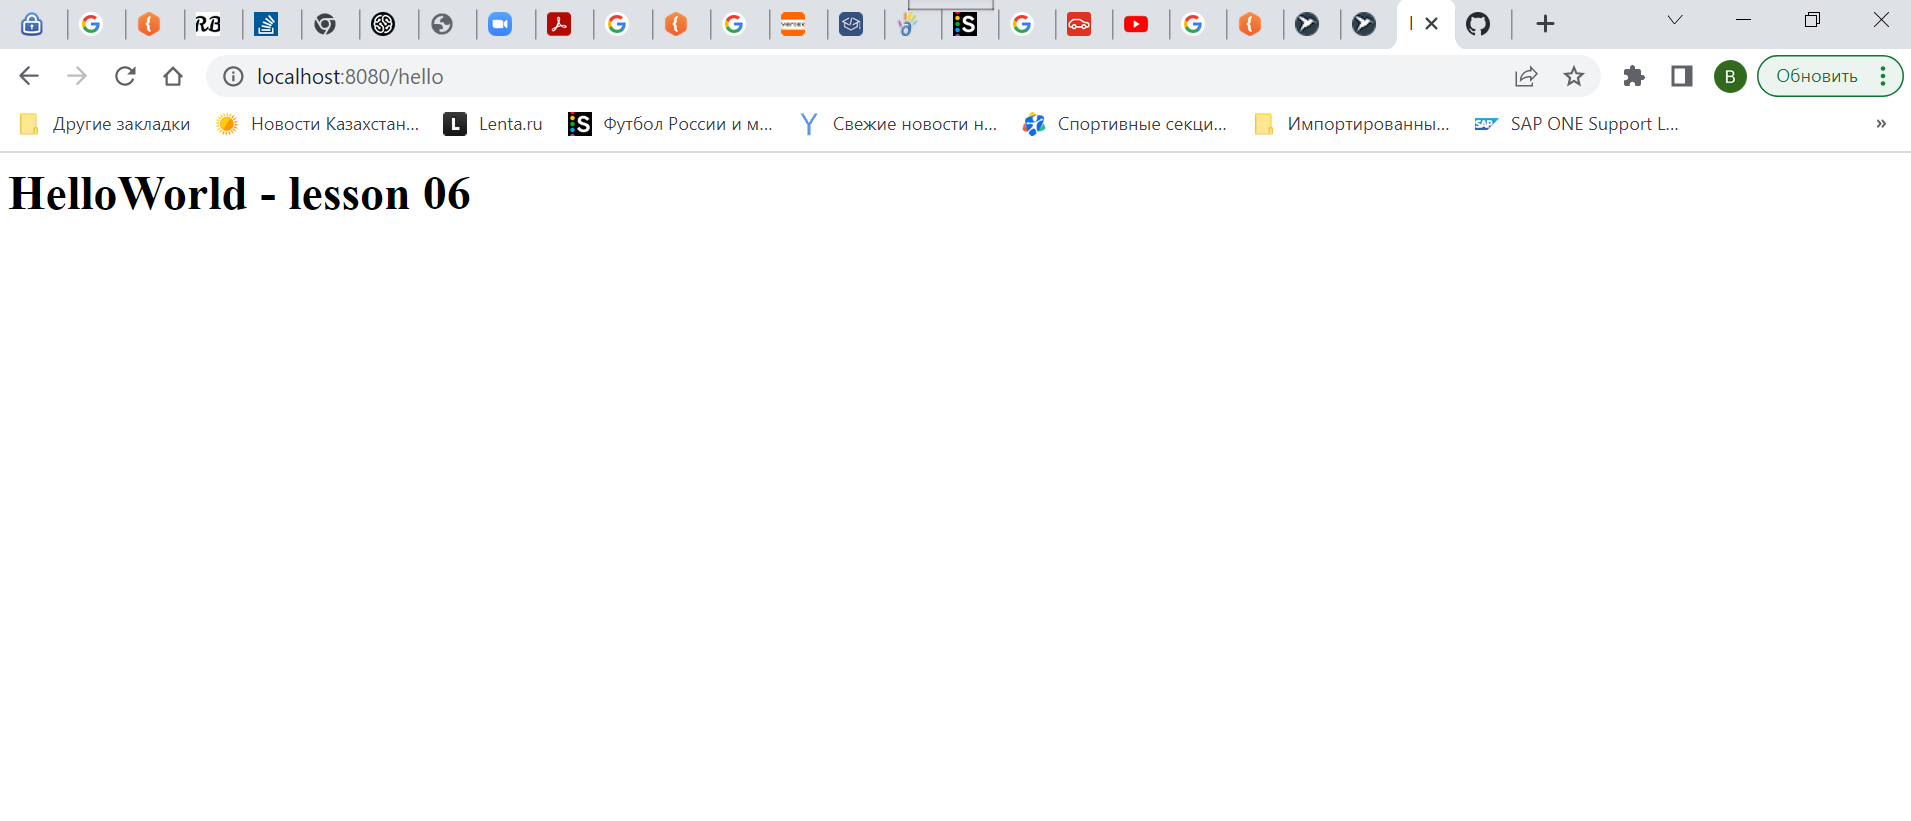 RB
S
localhost:8080/hello
B
Обновить
Другие закладки
Новости Казахстан...
L
Lenta.ru
S
Футбол России и м...
Y
Свежие новости н...
Спортивные секци...
Импортированны...
SAP
SAP ONE Support L...
»
HelloWorld - lesson 06